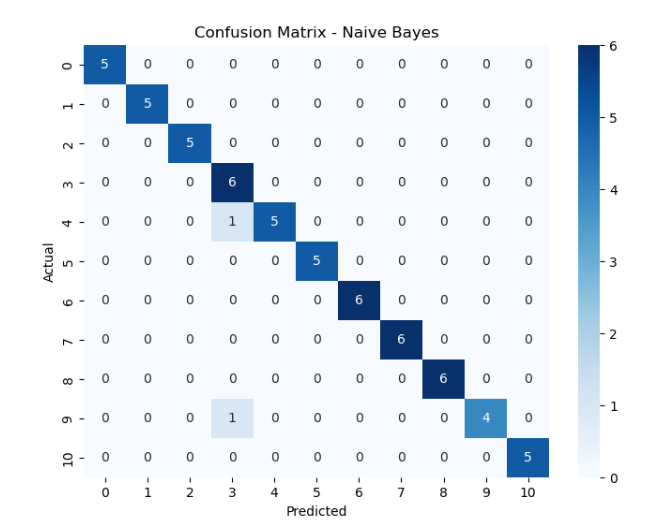 Confusion Matrix - Naive Bayes
0 5 0 0 0 0 0 0 0 0 0 0 6
1 0 5 0 0 0 0 0 0 0 0 0
5
2 0 0 5 0 0 0 0 0 0 0 0
3 0 0 0 6 0 0 0 0 0 0 0
4
4 0 0 0 1 5 0 0 0 0 0 0
Actual
5 0 0 0 0 0 5 0 0 0 0 0
3
6 0 0 0 0 0 0 6 0 0 0 0
7 0 0 0 0 0 0 0 6 0 0 0
2
8 0 0 0 0 0 0 0 0 6 0 0
9 0 0 0 1 0 0 0 0 0 4 0
1
10 0 0 0 0 0 0 0 0 0 0 5
0
0 1 2 3 4 5 6 7 8 9 10
Predicted